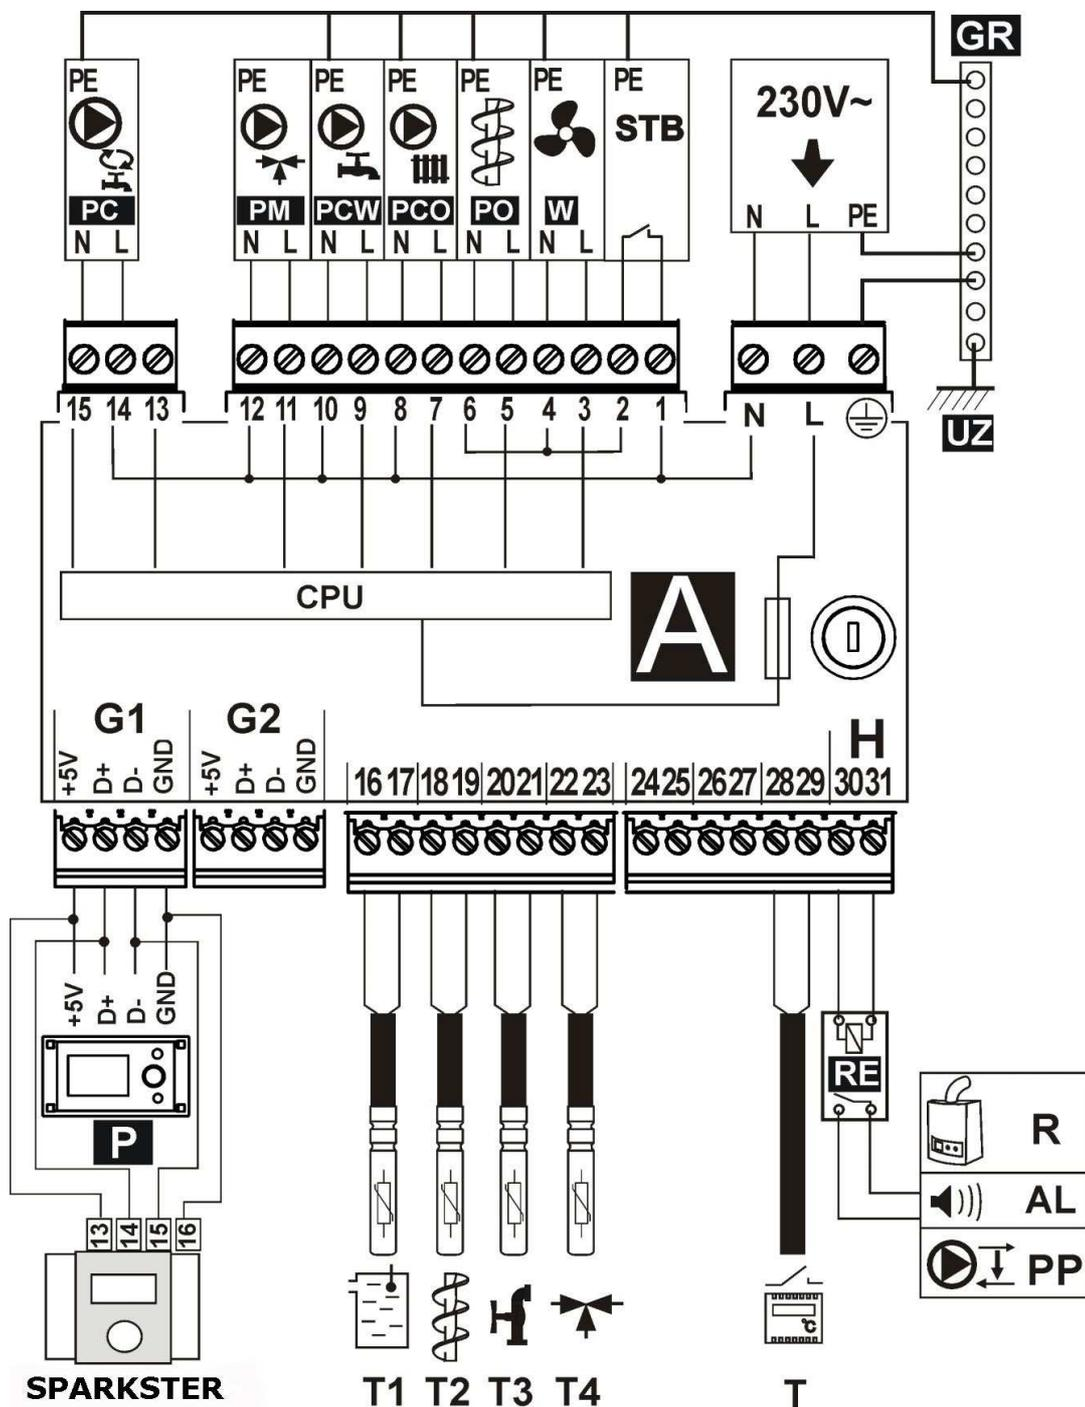 GR
PE
PE PE PE PE PE PE
230V~
STB
PC
PM PCW PCO PO W
N L PE
N L
N L N L N L N L N L
15 14 13
12 11 10 9 8 7 6 5 4 3 2 1
N L
UZ
CPU
A
G1 G2
H
+5V D+ D- GND
+5V D+ D- GND
16 17 18 19 20 21 22 23
24 25 26 27 28 29 30 31
+5V D+ D- GND
P
RE
R
AL
PP
13 14 15 16
°C
SPARKSTER
T1 T2 T3 T4 T